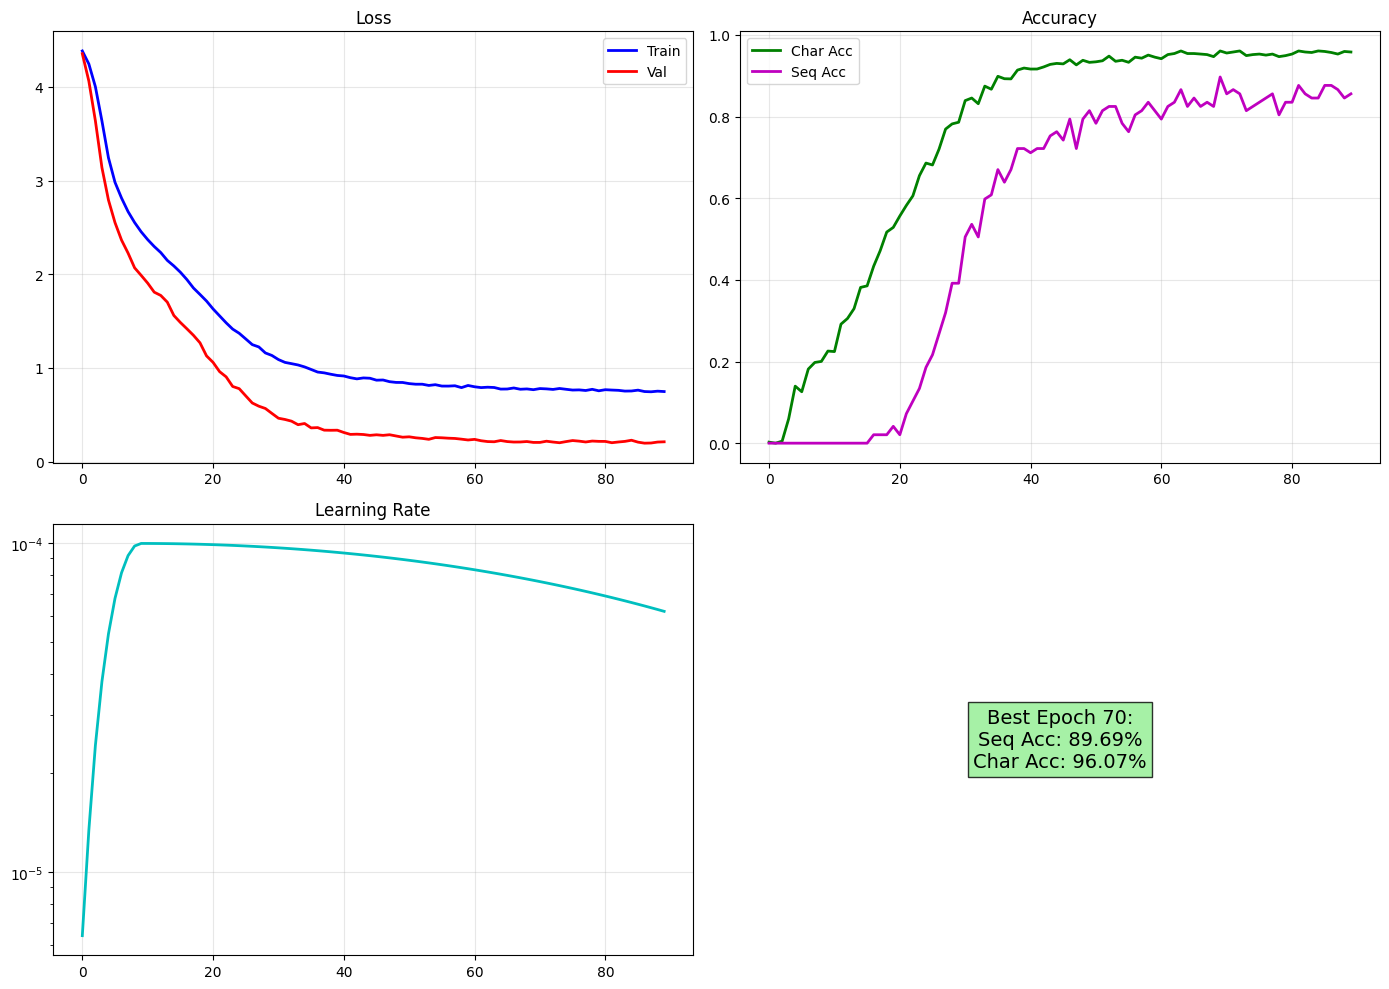 Loss
Train
Val
4
3
2
1
0
0 20 40 60 80
Accuracy
Char Acc
Seq Acc
1.0
0.8
0.6
0.4
0.2
0.0
0 20 40 60 80
Learning Rate
10⁻⁴
10⁻⁵
0 20 40 60 80
Best Epoch 70:
Seq Acc: 89.69%
Char Acc: 96.07%